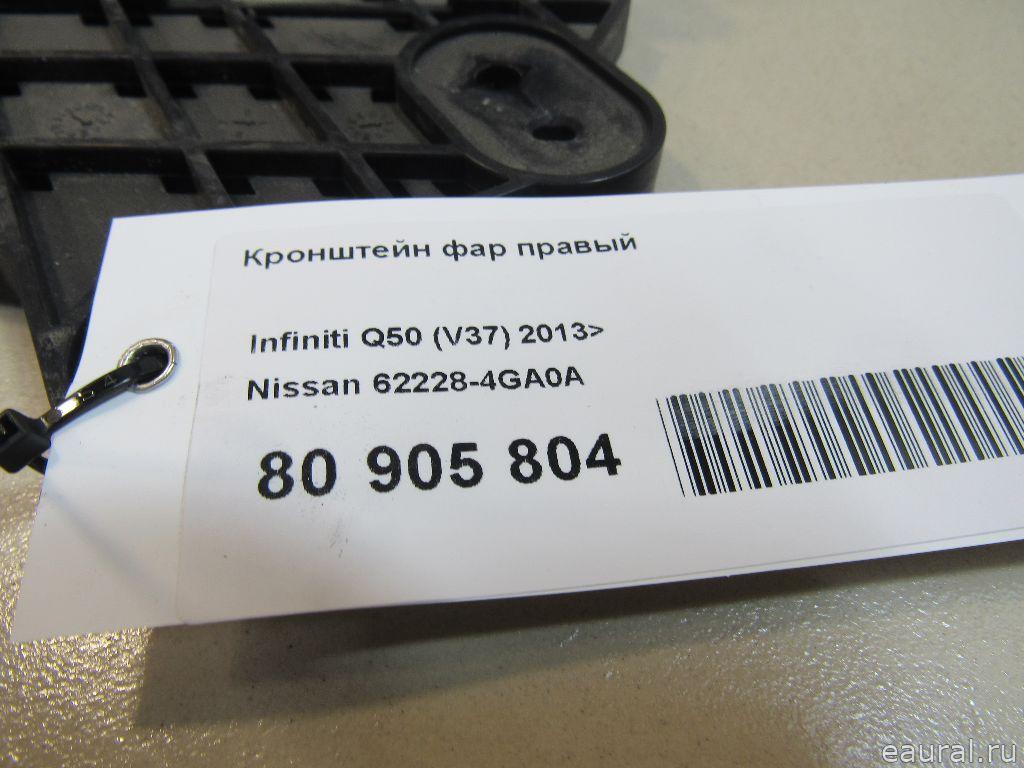 Кронштейн фар правый
Infiniti Q50 (V37) 2013>
Nissan 62228-4GA0A
80 905 804
eaural.ru